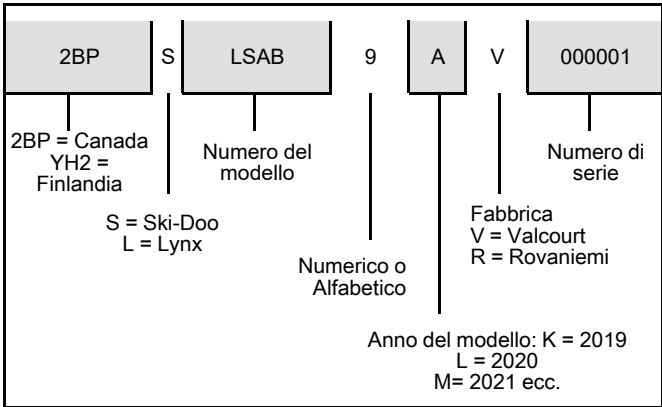 2BP S LSAB 9 A V 000001
2BP = Canada
YH2 =
Finlandia
Numero del
modello
Numero di
serie
S = Ski-Doo
L = Lynx
Fabbrica
V = Valcourt
R = Rovaniemi
Numerico o
Alfabetico
Anno del modello: K = 2019
L = 2020
M= 2021 ecc.